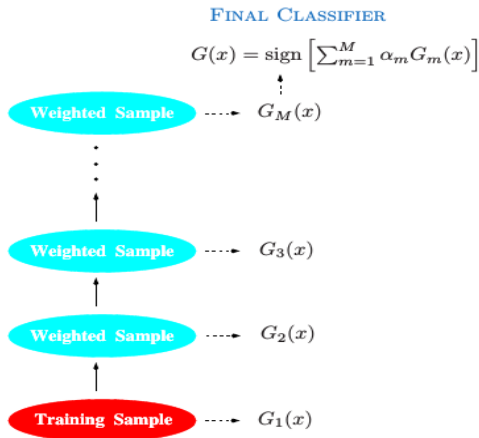 FINAL CLASSIFIER
G(x) = sign [∑_{m=1}^{M} α_m G_m(x)]
Weighted Sample G_M(x)
Weighted Sample G_3(x)
Weighted Sample G_2(x)
Training Sample G_1(x)